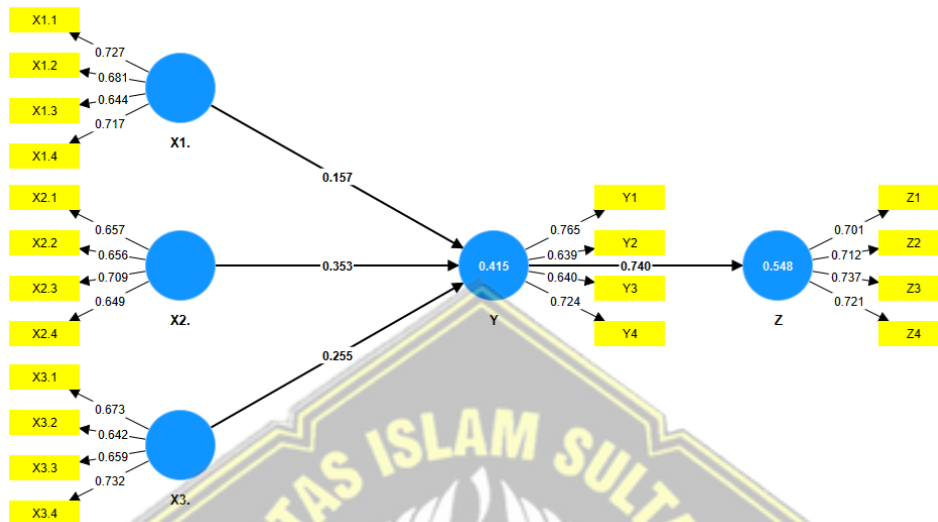 X1.1
0.727
X1.2
0.681
X1.3
0.644
0.717
X1.4
X1.
0.157
X2.1
0.657
X2.2
0.656
X2.3
0.709
0.649
X2.4
X2.
0.353
X3.1
0.673
X3.2
0.642
X3.3
0.659
0.732
X3.4
X3.
0.255
0.415
Y
Y1
0.765
Y2
0.639
0.740
0.640
Y3
0.724
Y4
0.548
Z
Z1
0.701
Z2
0.712
0.737
Z3
0.721
Z4
TAS ISLAM SULTA